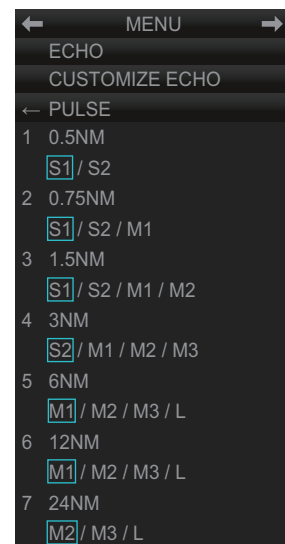 ← MENU →
ECHO
CUSTOMIZE ECHO
← PULSE
1 0.5NM
S1 / S2
2 0.75NM
S1 / S2 / M1
3 1.5NM
S1 / S2 / M1 / M2
4 3NM
S2 / M1 / M2 / M3
5 6NM
M1 / M2 / M3 / L
6 12NM
M1 / M2 / M3 / L
7 24NM
M2 / M3 / L